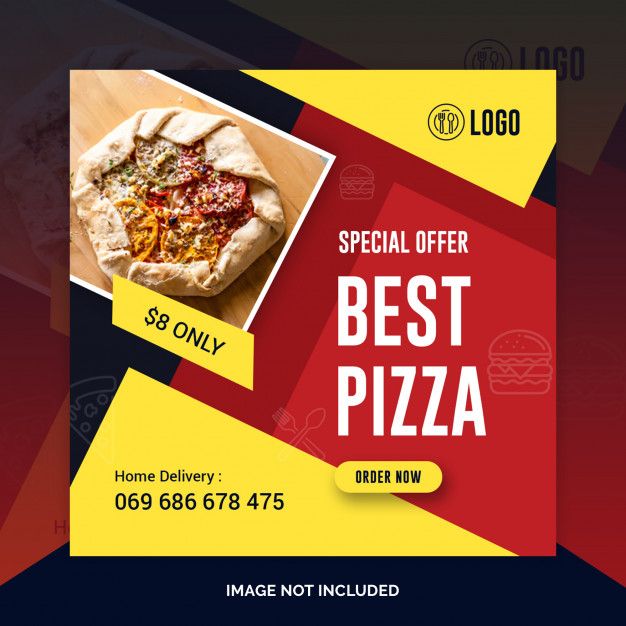 LOGO
LOGO
SPECIAL OFFER
BEST
PIZZA
$8 ONLY
ORDER NOW
Home Delivery :
069 686 678 475
IMAGE NOT INCLUDED